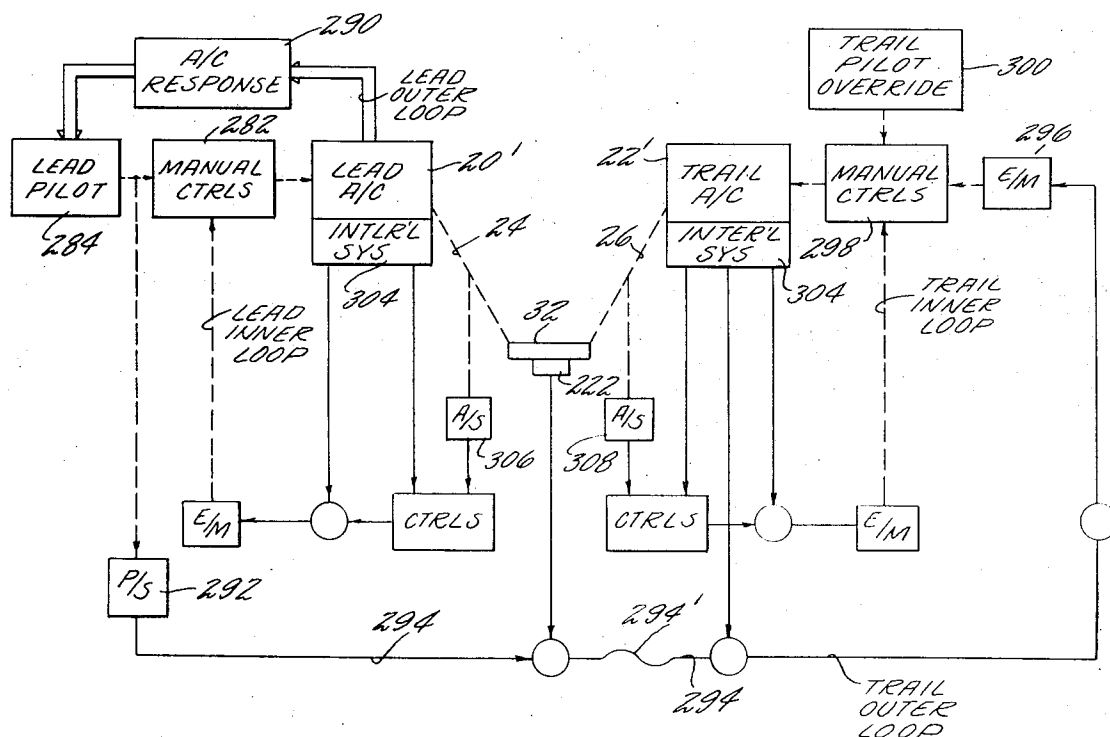 290
A/C
RESPONSE
LEAD
OUTER
LOOP
TRAIL
PILOT
OVERRIDE
300
282
LEAD
PILOT
284
MANUAL
CTRLS
LEAD
A/C
20'
INTLR'L
SYS
304
24
22'
TRAIL
A/C
INTER'L
SYS
304
26
MANUAL
CTRLS
298
296
E/M
LEAD
INNER
LOOP
TRAIL
INNER
LOOP
32
222
A/S
306
A/S
308
E/M
CTRLS
CTRLS
E/M
P/S
292
294
294'
294
TRAIL
OUTER
LOOP